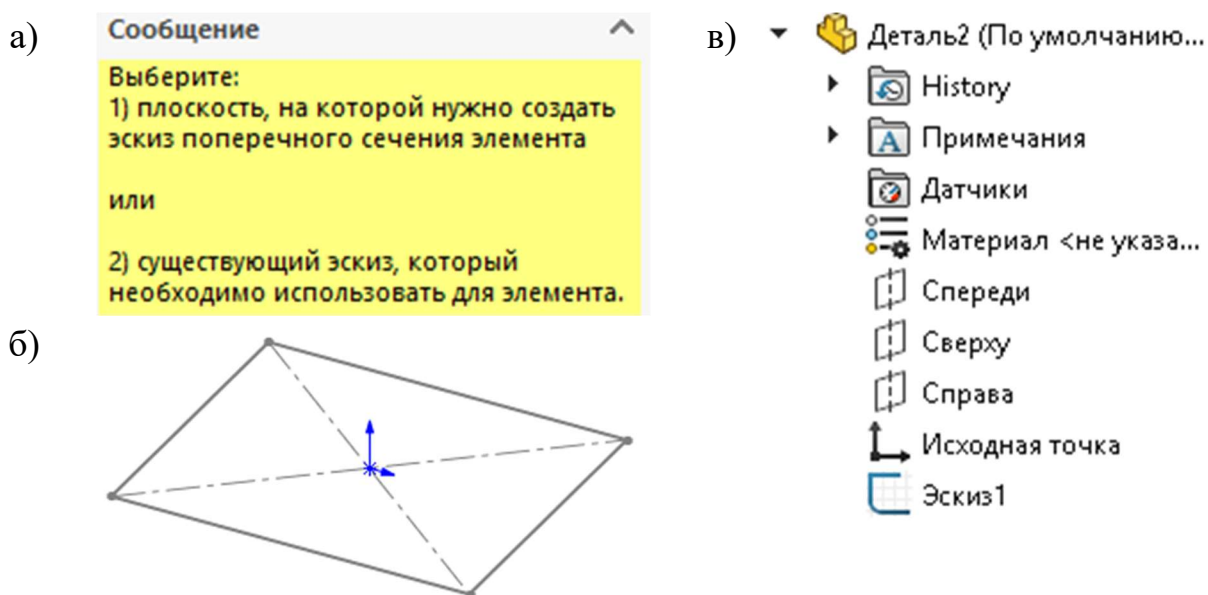 а)
Сообщение
Выберите:
1) плоскость, на которой нужно создать
эскиз поперечного сечения элемента
или
2) существующий эскиз, который
необходимо использовать для элемента.
б)
в)
Деталь2 (По умолчанию...
History
A
Примечания
Датчики
Материал <не указа...
Спереди
Сверху
Справа
Исходная точка
Эскиз1